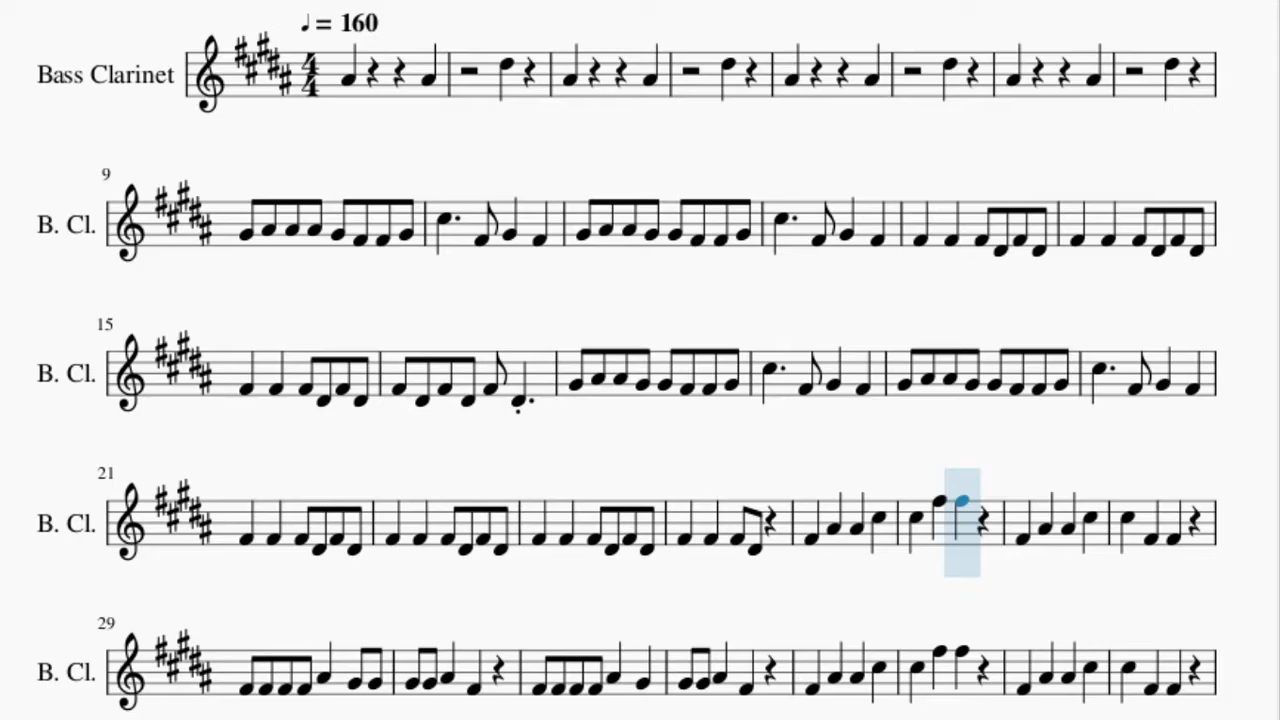 ♩ = 160
Bass Clarinet 4/4
9
B. Cl.
15
B. Cl.
21
B. Cl.
29
B. Cl.